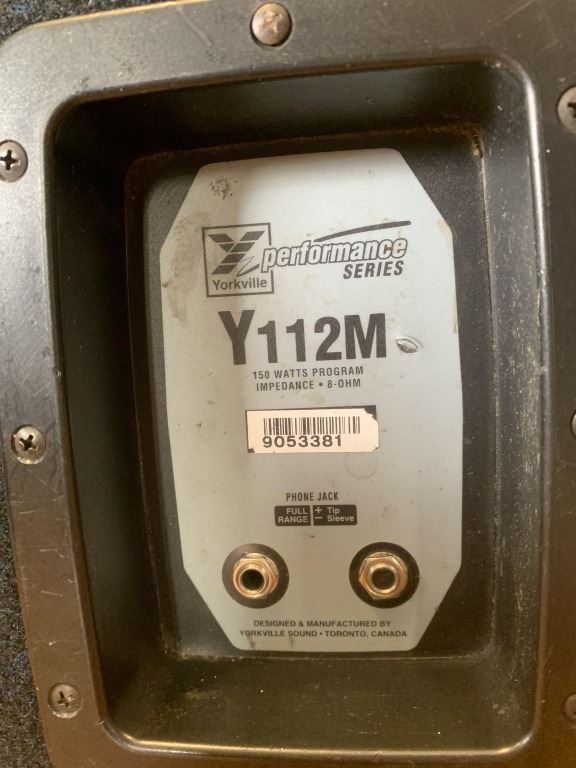 Yorkville
performance
SERIES
Y112M
150 WATTS PROGRAM
IMPEDANCE • 8-OHM
9053381
PHONE JACK
FULL RANGE + Tip
− Sleeve
DESIGNED & MANUFACTURED BY
YORKVILLE SOUND • TORONTO, CANADA